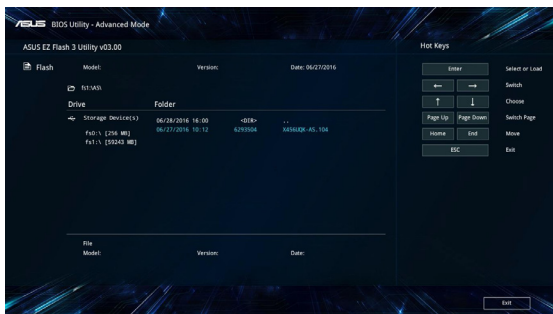 ASUS BIOS Utility - Advanced Mode
ASUS EZ Flash 3 Utility v03.00
Hot Keys
Flash Model: Version: Date: 06/27/2016
Enter Select or Load
fs1:\A5\
← → Switch
Drive Folder
↑ ↓ Choose
Storage Device(s) 06/28/2016 16:00 <DIR> ..
Page Up Page Down Switch Page
fs0:\ [256 MB] 06/27/2016 10:12 6293504 X456UQK-AS.104
Home End Move
fs1:\ [59243 MB]
ESC Exit
File
Model: Version: Date:
Exit